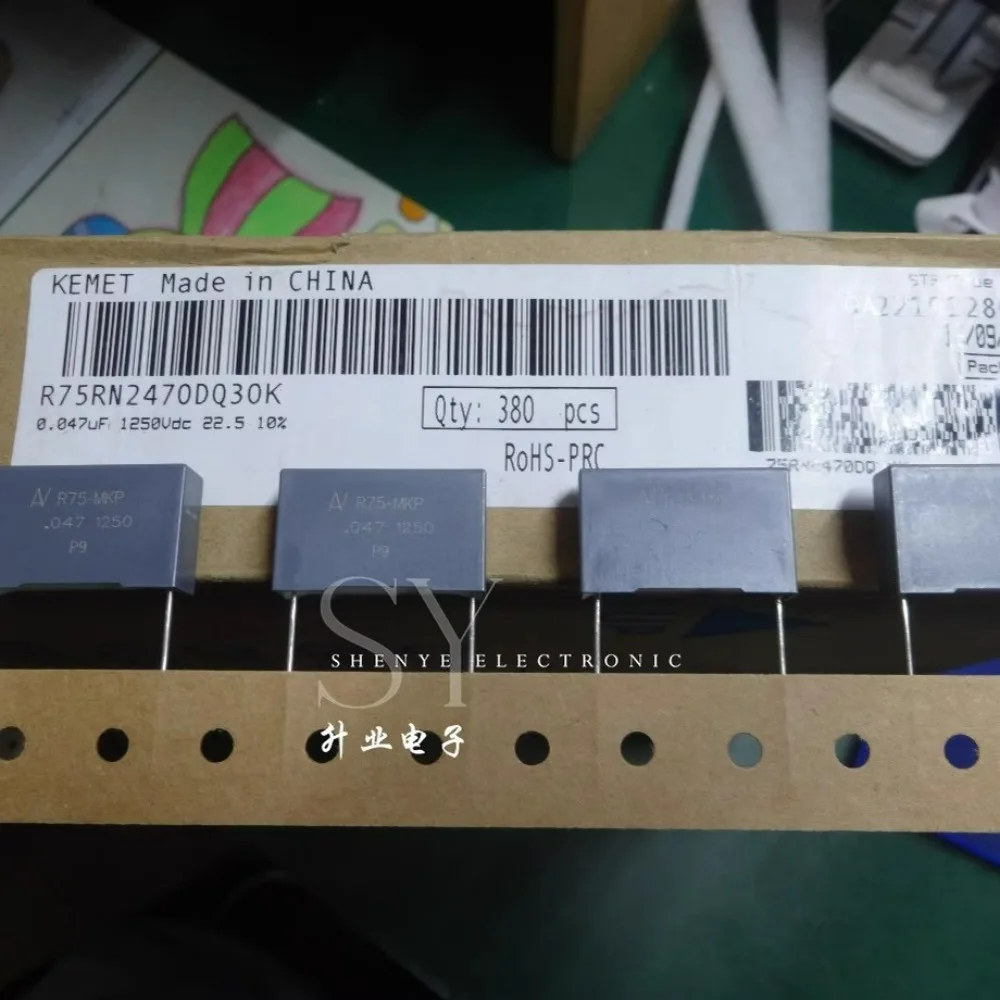 KEMET Made in CHINA
R75RN2470DQ30K
0.047uF 1250Vdc 22.5 10%
Qty: 380 pcs
RoHS-PRC
R75-MKP
.047 1250
P9
R75-MKP
.047 1250
P9
SY
SHENYE ELECTRONIC
升业电子